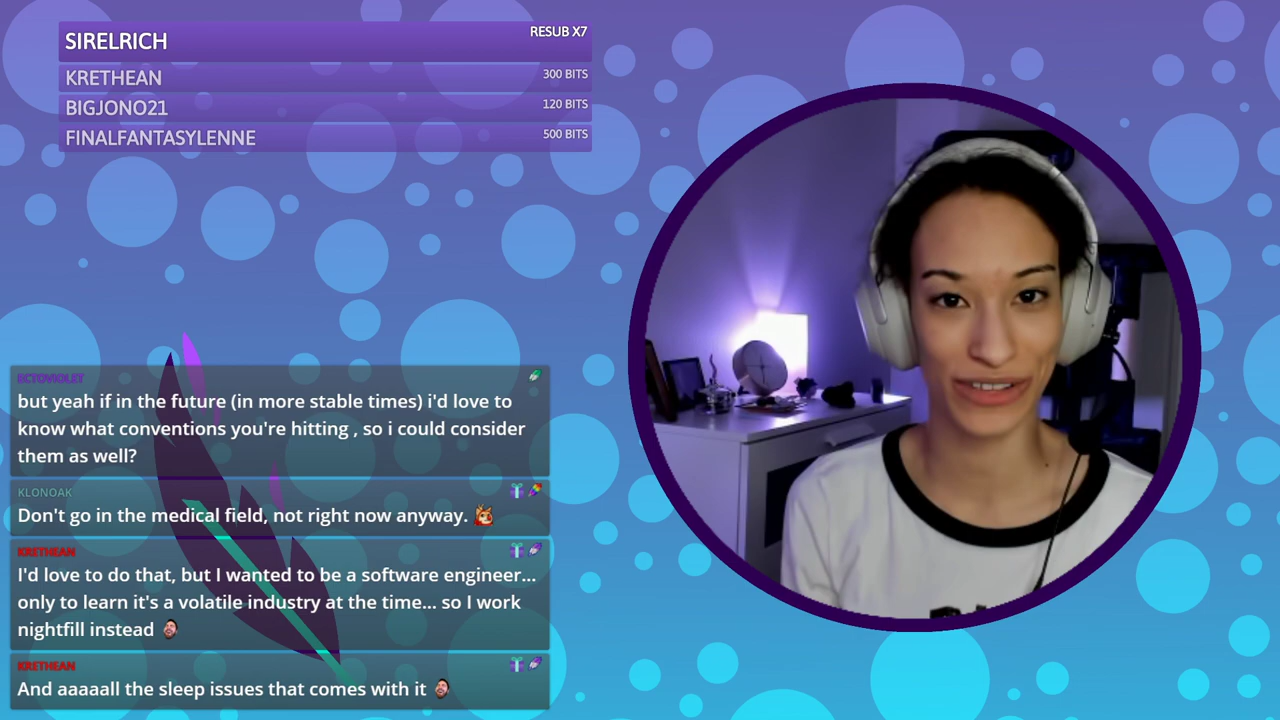 SIRELRICH RESUB X7
KRETHEAN 300 BITS
BIGJONO21 120 BITS
FINALFANTASYLENNE 500 BITS
ECTOVIOLET
but yeah if in the future (in more stable times) i'd love to
know what conventions you're hitting , so i could consider
them as well?
KLONOAK
Don't go in the medical field, not right now anyway.
KRETHEAN
I'd love to do that, but I wanted to be a software engineer...
only to learn it's a volatile industry at the time... so I work
nightfill instead
KRETHEAN
And aaaaall the sleep issues that comes with it